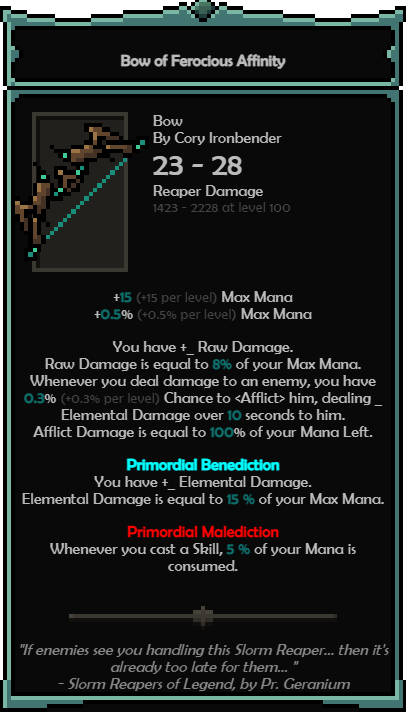 Bow of Ferocious Affinity
Bow
By Cory Ironbender
23 - 28
Reaper Damage
1423 - 2228 at level 100
+15 (+15 per level) Max Mana
+0.5% (+0.5% per level) Max Mana
You have +_ Raw Damage.
Raw Damage is equal to 8% of your Max Mana.
Whenever you deal damage to an enemy, you have
0.3% (+0.3% per level) Chance to <Afflict> him, dealing _
Elemental Damage over 10 seconds to him.
Afflict Damage is equal to 100% of your Mana Left.
Primordial Benediction
You have +_ Elemental Damage.
Elemental Damage is equal to 15 % of your Max Mana.
Primordial Malediction
Whenever you cast a Skill, 5 % of your Mana is
consumed.
"If enemies see you handling this Slorm Reaper... then it's
already too late for them... "
- Slorm Reapers of Legend, by Pr. Geranium